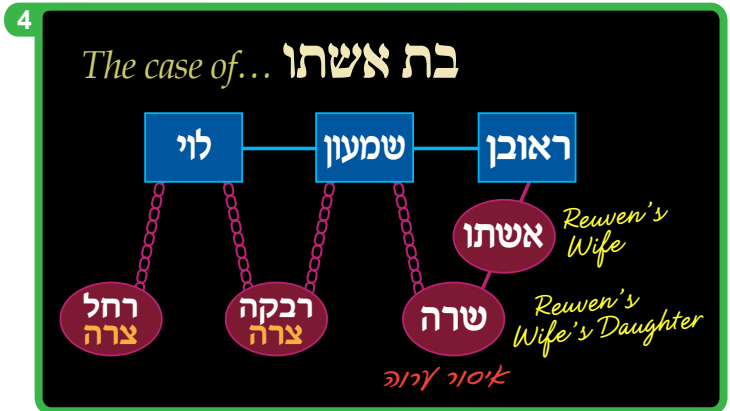 4
The case of... בת אשתו
לוי שמעון ראובן
אשתו
Reuven's
Wife
רחל
צרה
רבקה
צרה
שרה
Reuven's
Wife's Daughter
איסור ערוה